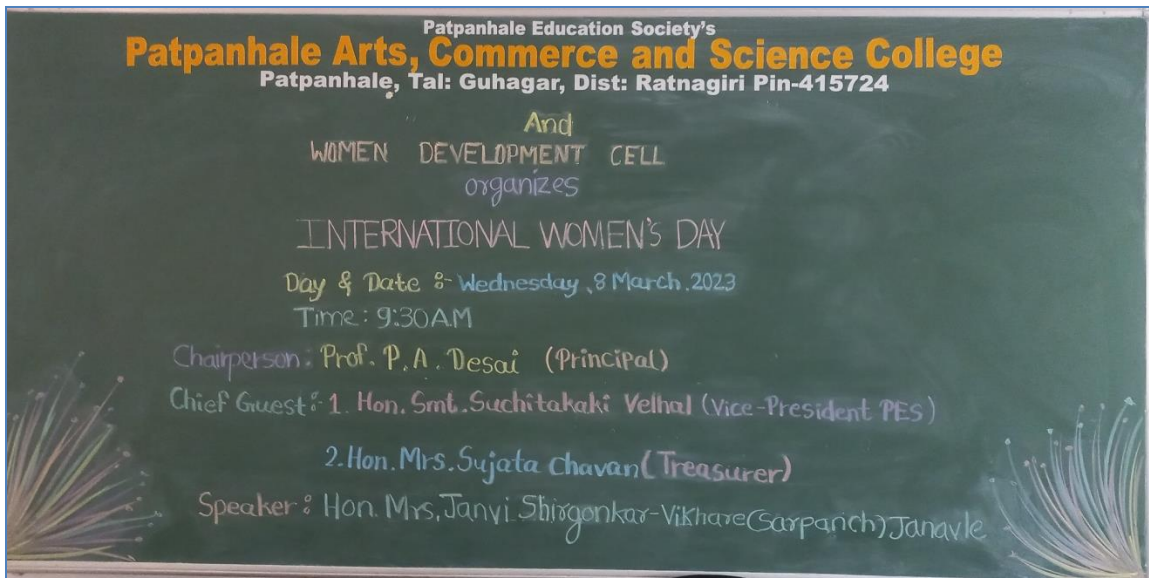 Patpanhale Education Society's
Patpanhale Arts, Commerce and Science College
Patpanhale, Tal: Guhagar, Dist: Ratnagiri Pin-415724
And
WOMEN DEVELOPMENT CELL
organizes
INTERNATIONAL WOMEN'S DAY
Day & Date :- Wednesday, 8 March. 2023
Time: 9:30AM
Chairperson: Prof. P. A. Desai (Principal)
Chief Guest :- 1. Hon. Smt. Suchitakaki Velhal (Vice-President PES)
2. Hon. Mrs. Sujata Chavan (Treasurer)
Speaker: Hon. Mrs, Janvi Shirgonkar-Vikhare (Sarpanch) Janavle